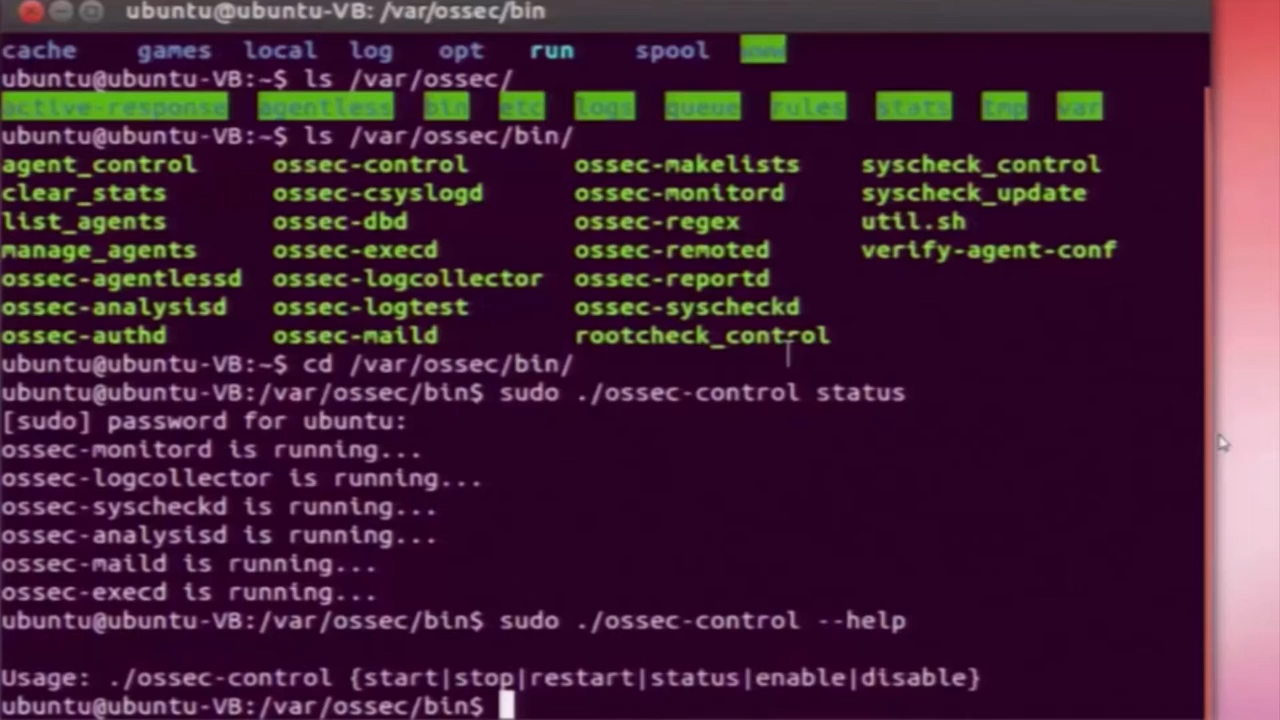 ubuntu@ubuntu-VB: /var/ossec/bin
cache games local log opt run spool www
ubuntu@ubuntu-VB:~$ ls /var/ossec/
active-response agentless bin etc logs queue rules stats tmp var
ubuntu@ubuntu-VB:~$ ls /var/ossec/bin/
agent_control ossec-control ossec-makelists syscheck_control
clear_stats ossec-csyslogd ossec-monitord syscheck_update
list_agents ossec-dbd ossec-regex util.sh
manage_agents ossec-execd ossec-remoted verify-agent-conf
ossec-agentlessd ossec-logcollector ossec-reportd
ossec-analysisd ossec-logtest ossec-syscheckd
ossec-authd ossec-maild rootcheck_control
ubuntu@ubuntu-VB:~$ cd /var/ossec/bin/
ubuntu@ubuntu-VB:/var/ossec/bin$ sudo ./ossec-control status
[sudo] password for ubuntu:
ossec-monitord is running...
ossec-logcollector is running...
ossec-syscheckd is running...
ossec-analysisd is running...
ossec-maild is running...
ossec-execd is running...
ubuntu@ubuntu-VB:/var/ossec/bin$ sudo ./ossec-control --help
Usage: ./ossec-control {start|stop|restart|status|enable|disable}
ubuntu@ubuntu-VB:/var/ossec/bin$